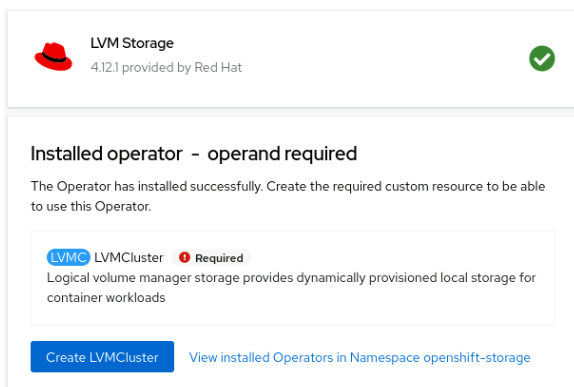 LVM Storage
4.12.1 provided by Red Hat
Installed operator - operand required
The Operator has installed successfully. Create the required custom resource to be able
to use this Operator.
LVMC LVMCluster Required
Logical volume manager storage provides dynamically provisioned local storage for
container workloads
Create LVMCluster View installed Operators in Namespace openshift-storage